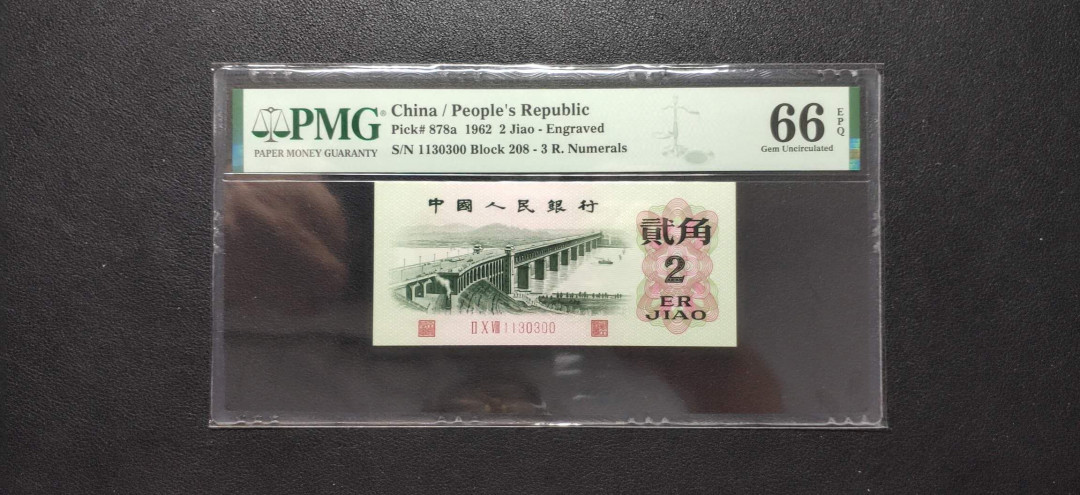 PMG®
PAPER MONEY GUARANTY
China / People's Republic
Pick# 878a 1962 2 Jiao - Engraved
S/N 1130300 Block 208 - 3 R. Numerals
66
EPQ
Gem Uncirculated
中國人民銀行
貳角
2
ER
JIAO
ⅡⅩⅧ1130300